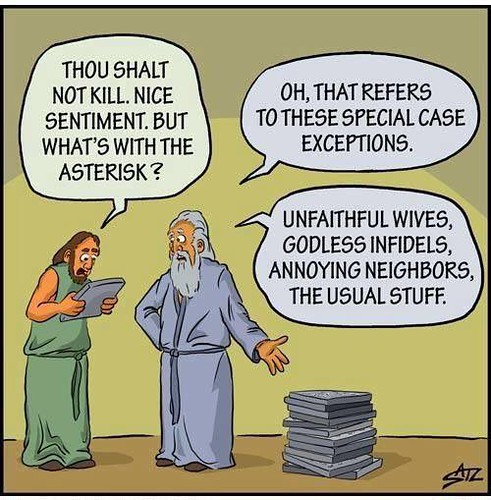 THOU SHALT
NOT KILL. NICE
SENTIMENT. BUT
WHAT'S WITH THE
ASTERISK?
OH, THAT REFERS
TO THESE SPECIAL CASE
EXCEPTIONS.
UNFAITHFUL WIVES,
GODLESS INFIDELS,
ANNOYING NEIGHBORS,
THE USUAL STUFF.
SATZ